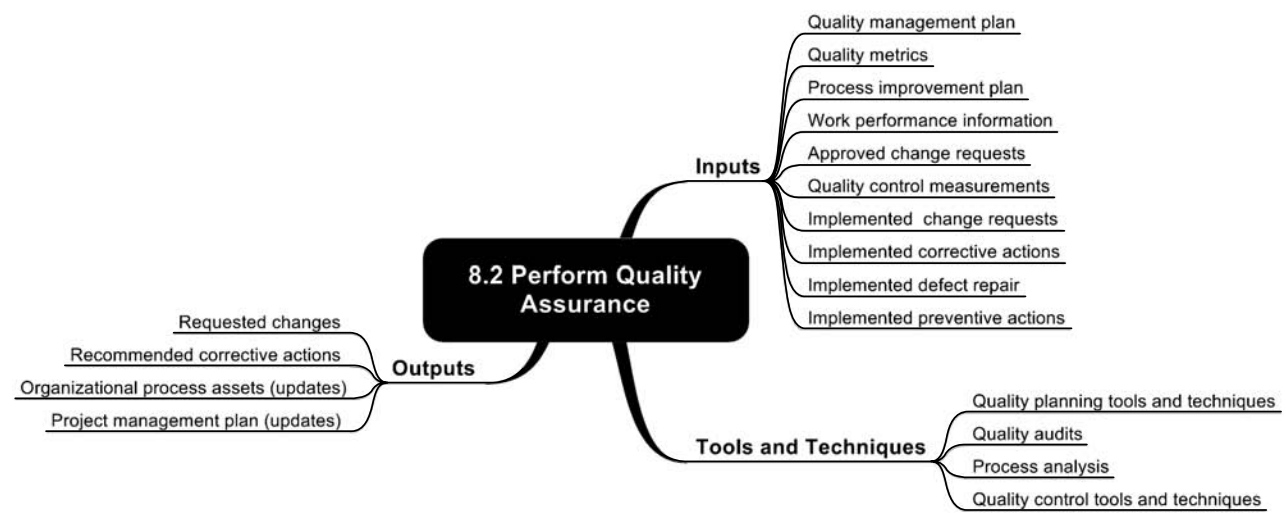 Quality management plan
Quality metrics
Process improvement plan
Work performance information
Approved change requests
Inputs
Quality control measurements
Implemented  change requests
Implemented corrective actions
Implemented defect repair
Implemented preventive actions
8.2 Perform Quality
Assurance
Requested changes
Recommended corrective actions
Outputs
Organizational process assets (updates)
Project management plan (updates)
Tools and Techniques
Quality planning tools and techniques
Quality audits
Process analysis
Quality control tools and techniques